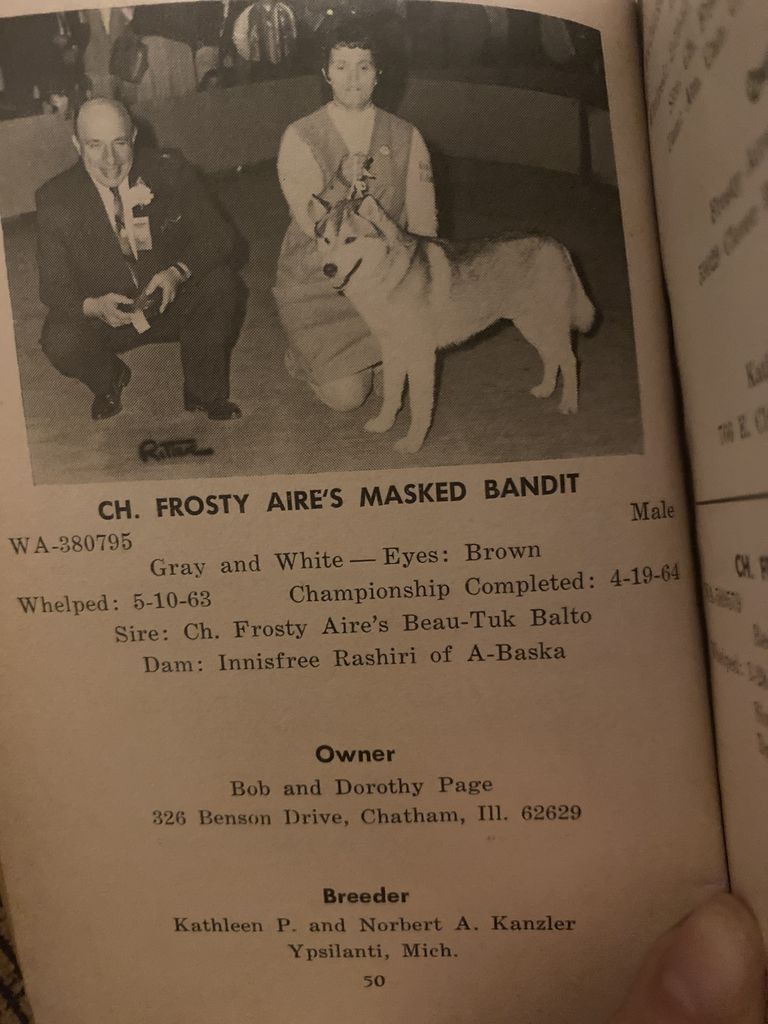 Ritter
CH. FROSTY AIRE'S MASKED BANDIT
WA-380795 Male
Gray and White — Eyes: Brown
Whelped: 5-10-63 Championship Completed: 4-19-64
Sire: Ch. Frosty Aire's Beau-Tuk Balto
Dam: Innisfree Rashiri of A-Baska
Owner
Bob and Dorothy Page
326 Benson Drive, Chatham, Ill. 62629
Breeder
Kathleen P. and Norbert A. Kanzler
Ypsilanti, Mich.
50
CH.